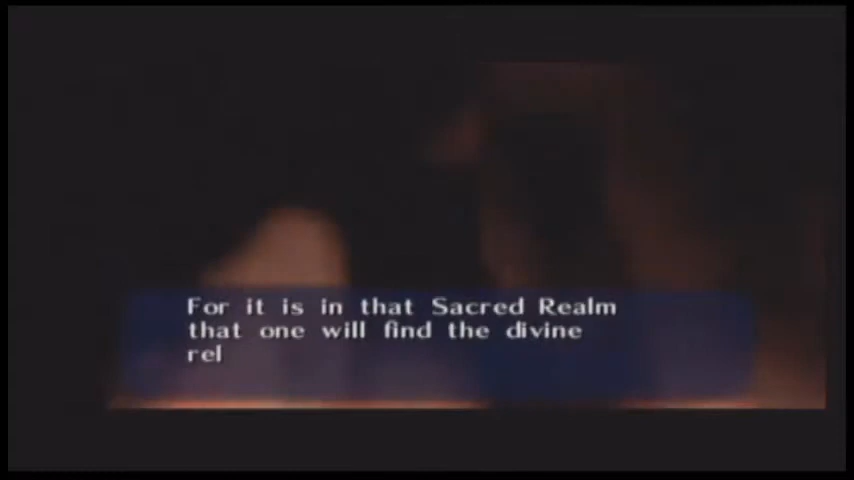 For it is in that Sacred Realm
that one will find the divine
rel